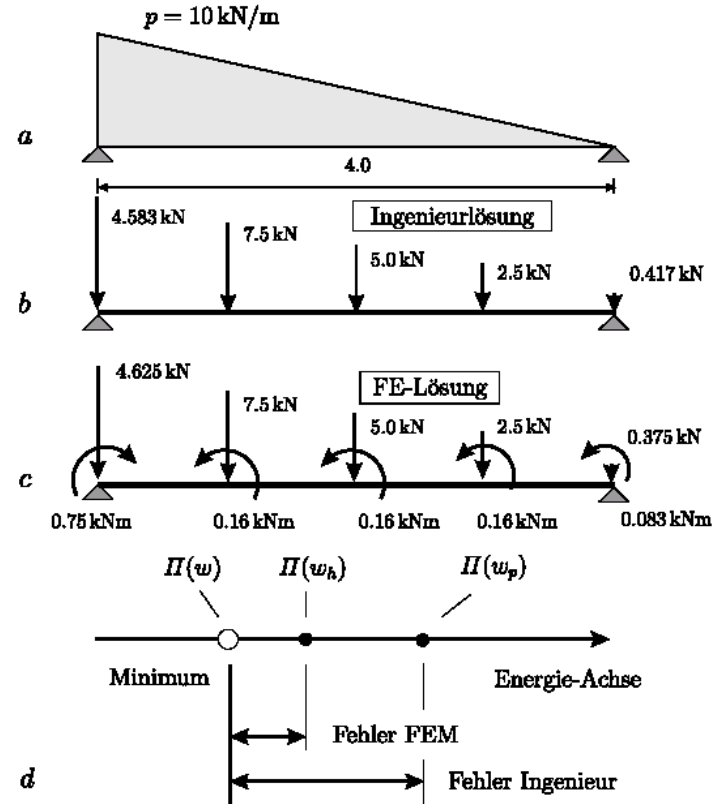 p = 10 kN/m
a
4.0
4.583 kN
7.5 kN
Ingenieurlösung
5.0 kN
2.5 kN
0.417 kN
b
4.625 kN
7.5 kN
FE-Lösung
5.0 kN
2.5 kN
0.375 kN
c
0.75 kNm
0.16 kNm
0.16 kNm
0.16 kNm
0.083 kNm
Π(w)
Π(w_h)
Π(w_p)
Minimum
Energie-Achse
Fehler FEM
d
Fehler Ingenieur